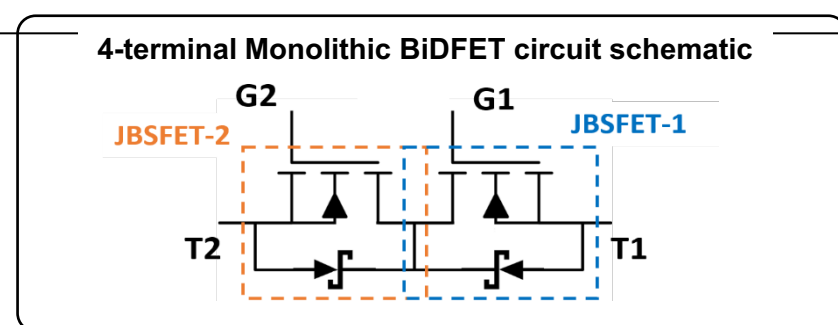 4-terminal Monolithic BiDFET circuit schematic
G2
G1
JBSFET-2
JBSFET-1
T2
T1